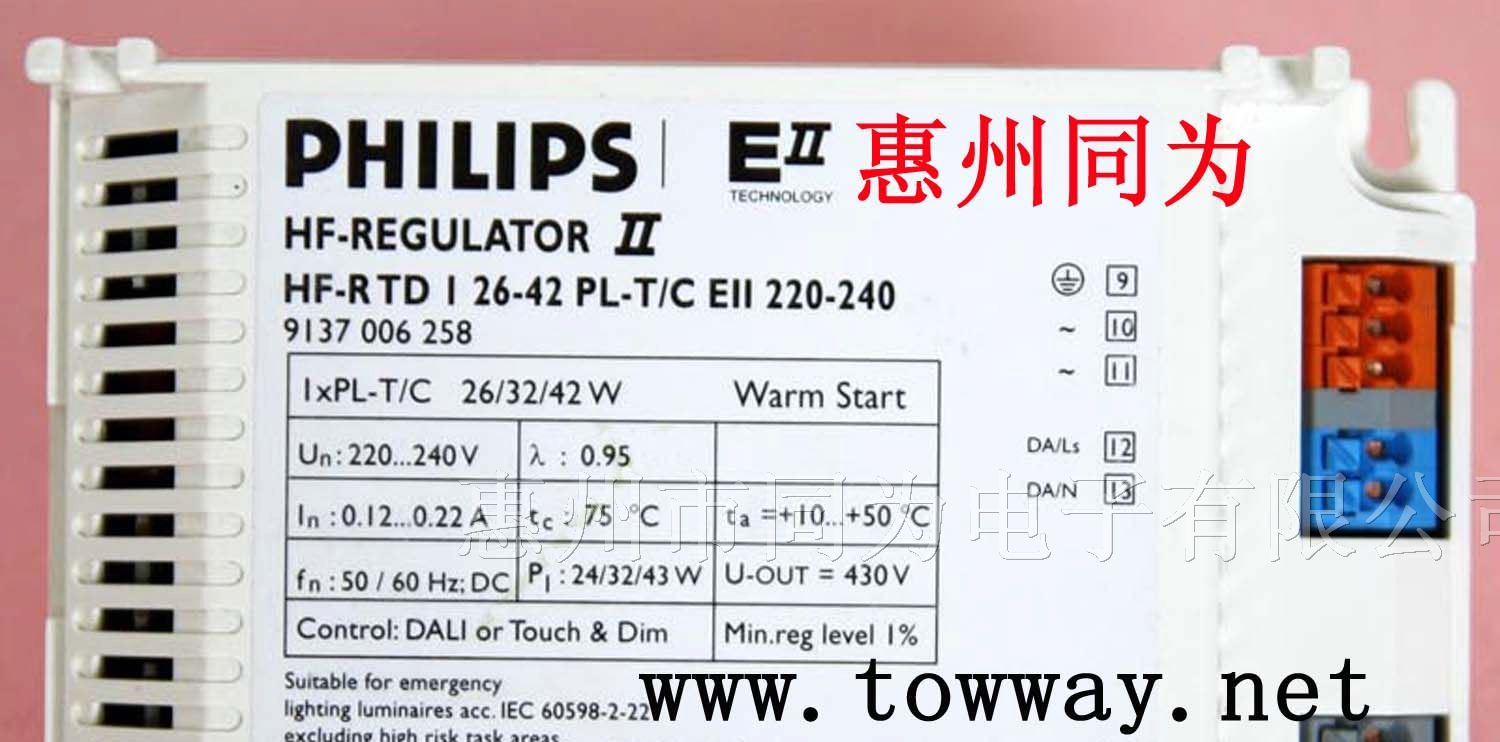 PHILIPS EII 惠州同为
TECHNOLOGY
HF-REGULATOR II
HF-R TD 1 26-42 PL-T/C EII 220-240
9137 006 258
9
~ 10
~ 11
1xPL-T/C 26/32/42 W Warm Start
Un : 220...240 V λ : 0.95
DA/Ls 12
DA/N 13
惠州市同为电子有限公司
In : 0.12...0.22 A tc : 75 °C ta = +10...+50 °C
fn : 50 / 60 Hz; DC Pl : 24/32/43 W U-OUT = 430 V
Control: DALI or Touch & Dim Min.reg level 1%
Suitable for emergency
lighting luminaires acc. IEC 60598-2-22
excluding high risk task areas
www.towway.net